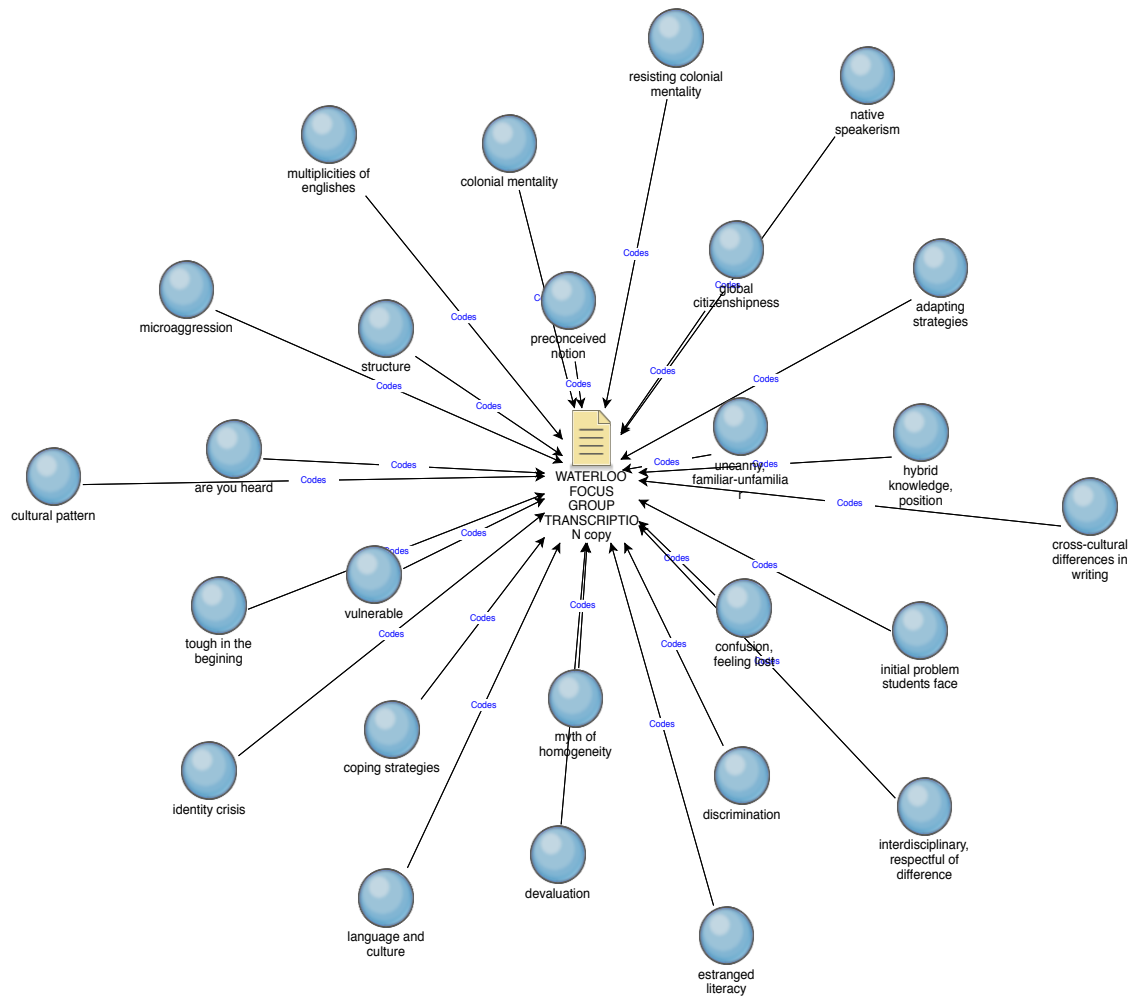 resisting colonial
mentality
native
speakerism
multiplicities of
englishes
colonial mentality
Codes
global
citizenshipness
Codes
adapting
strategies
microaggression
Codes
preconceived
notion
structure
Codes
Codes
Codes
Codes
Codes
Codes
uncanny,
familiar-unfamilia
r
Codes
Codes
hybrid
knowledge,
position
are you heard
Codes
Codes
cultural pattern
WATERLOO
FOCUS
GROUP
TRANSCRIPTIO
N copy
Codes
cross-cultural
differences in
writing
Codes
Codes
vulnerable
Codes
Codes
tough in the
begining
Codes
Codes
Codes
Codes
confusion,
feeling lost
Codes
initial problem
students face
identity crisis
coping strategies
Codes
Codes
myth of
homogeneity
discrimination
interdisciplinary,
respectful of
difference
devaluation
language and
culture
estranged
literacy